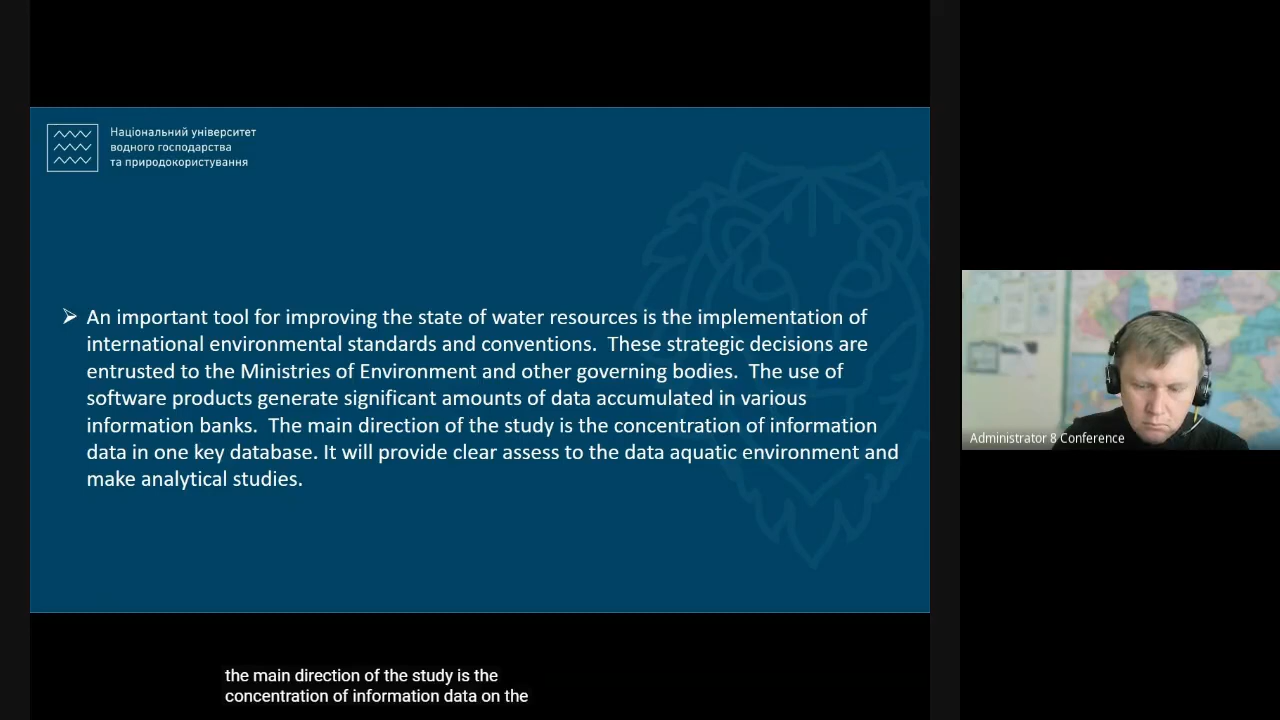 Національний університет
водного господарства
та природокористування
➢ An important tool for improving the state of water resources is the implementation of
international environmental standards and conventions.  These strategic decisions are
entrusted to the Ministries of Environment and other governing bodies.  The use of
software products generate significant amounts of data accumulated in various
information banks.  The main direction of the study is the concentration of information
data in one key database. It will provide clear assess to the data aquatic environment and
make analytical studies.
Administrator 8 Conference
the main direction of the study is the
concentration of information data on the